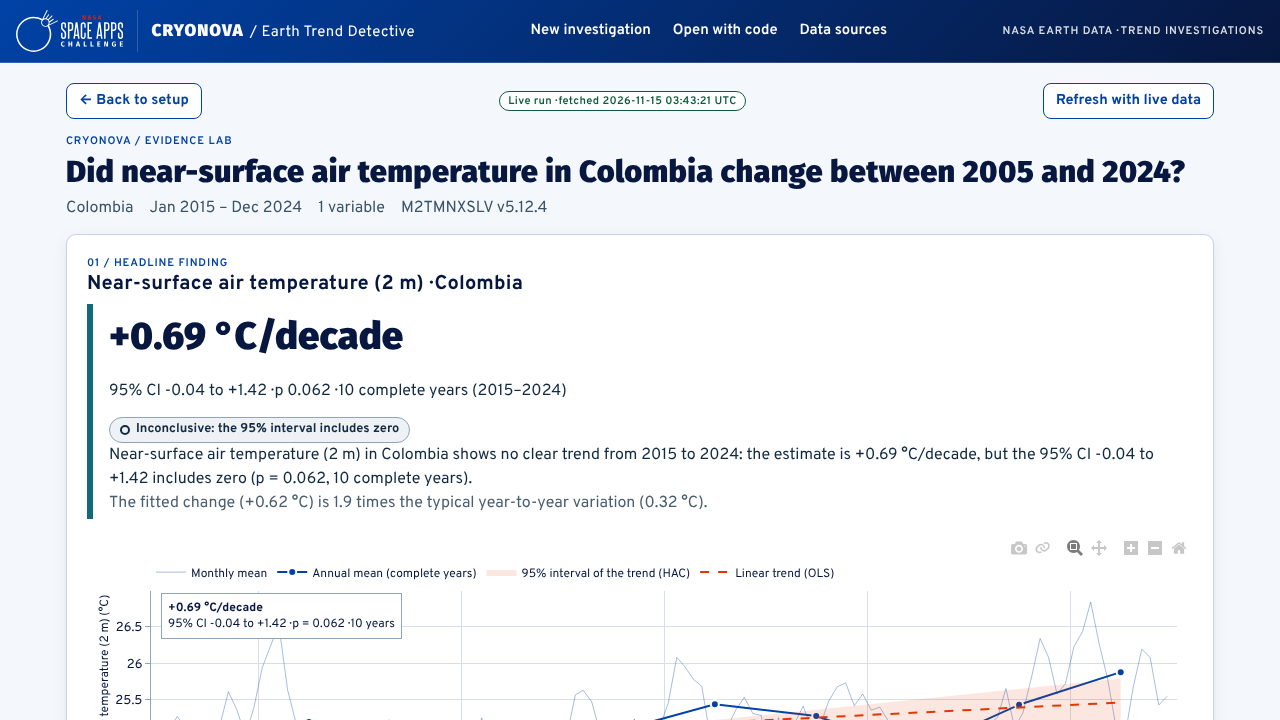 NASA
SPACE APPS
CHALLENGE
CRYONOVA / Earth Trend Detective
New investigation
Open with code
Data sources
NASA EARTH DATA · TREND INVESTIGATIONS
← Back to setup
Live run · fetched 2026-11-15 03:43:21 UTC
Refresh with live data
CRYONOVA / EVIDENCE LAB
Did near-surface air temperature in Colombia change between 2005 and 2024?
Colombia Jan 2015 – Dec 2024 1 variable M2TMNXSLV v5.12.4
01 / HEADLINE FINDING
Near-surface air temperature (2 m) · Colombia
+0.69 °C/decade
95% CI -0.04 to +1.42 · p 0.062 · 10 complete years (2015–2024)
Inconclusive: the 95% interval includes zero
Near-surface air temperature (2 m) in Colombia shows no clear trend from 2015 to 2024: the estimate is +0.69 °C/decade, but the 95% CI -0.04 to
+1.42 includes zero (p = 0.062, 10 complete years).
The fitted change (+0.62 °C) is 1.9 times the typical year-to-year variation (0.32 °C).
Monthly mean
Annual mean (complete years)
95% interval of the trend (HAC)
Linear trend (OLS)
+0.69 °C/decade
95% CI -0.04 to +1.42 · p = 0.062 · 10 years
temperature (2 m) (°C)
26.5
26
25.5